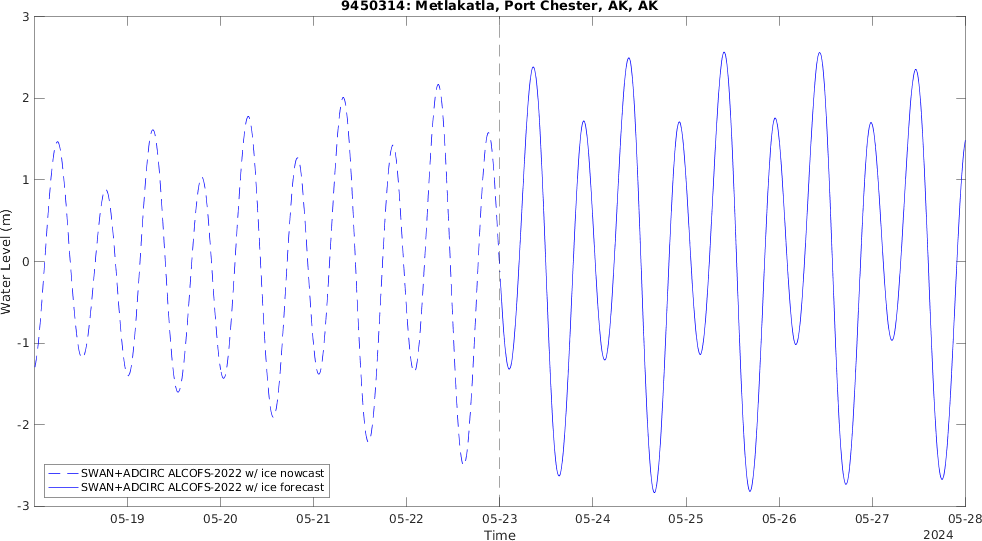 9450314: Metlakatla, Port Chester, AK, AK
3
2
1
0
-1
-2
-3
Water Level (m)
SWAN+ADCIRC ALCOFS-2022 w/ ice nowcast
SWAN+ADCIRC ALCOFS-2022 w/ ice forecast
05-19 05-20 05-21 05-22 05-23 05-24 05-25 05-26 05-27 05-28
Time
2024